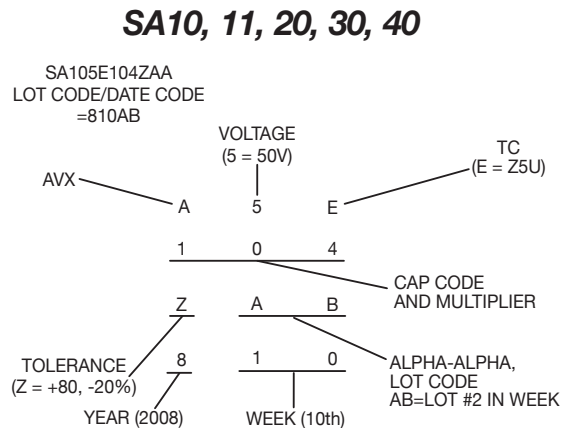 SA10, 11, 20, 30, 40
SA105E104ZAA
LOT CODE/DATE CODE
=810AB
VOLTAGE
(5 = 50V)
TC
(E = Z5U)
AVX
A 5 E
1 0 4
CAP CODE
AND MULTIPLIER
Z A B
TOLERANCE
(Z = +80, -20%)
8 1 0
ALPHA-ALPHA,
LOT CODE
AB=LOT #2 IN WEEK
YEAR (2008)
WEEK (10th)